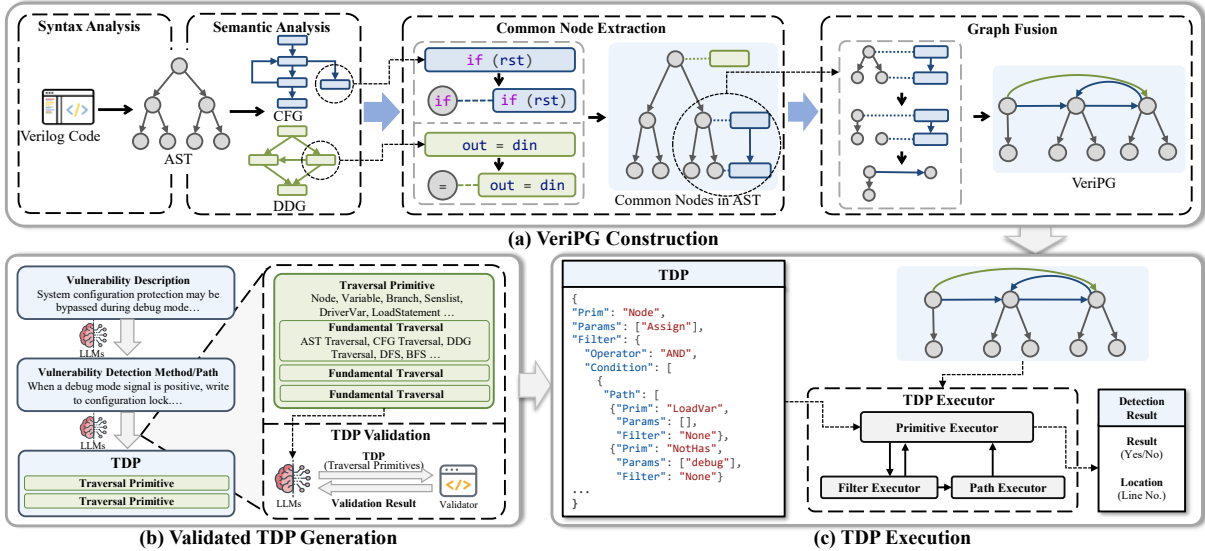 Syntax Analysis
Semantic Analysis
Common Node Extraction
Graph Fusion
Verilog Code
AST
CFG
DDG
if (rst)
if
if (rst)
out = din
=
out = din
Common Nodes in AST
VeriPG
(a) VeriPG Construction
Vulnerability Description
System configuration protection may be
bypassed during debug mode…
LLMs
Vulnerability Detection Method/Path
When a debug mode signal is positive, write
to configuration lock.…
LLMs
TDP
Traversal Primitive
Traversal Primitive
Traversal Primitive
Node, Variable, Branch, Senslist,
DriverVar, LoadStatement …
Fundamental Traversal
AST Traversal, CFG Traversal, DDG
Traversal, DFS, BFS …
Fundamental Traversal
Fundamental Traversal
TDP Validation
TDP
(Traversal Primitives)
Validation Result
LLMs
Validator
(b) Validated TDP Generation
TDP
{
"Prim": "Node",
"Params": ["Assign"],
"Filter": {
"Operator": "AND",
"Condition": [
{
"Path": [
{"Prim": "LoadVar",
"Params": [],
"Filter": "None"},
{"Prim": "NotHas",
"Params": ["debug"],
"Filter": "None"}
...
}
TDP Executor
Primitive Executor
Filter Executor
Path Executor
Detection
Result
Result
(Yes/No)
Location
(Line No.)
(c) TDP Execution